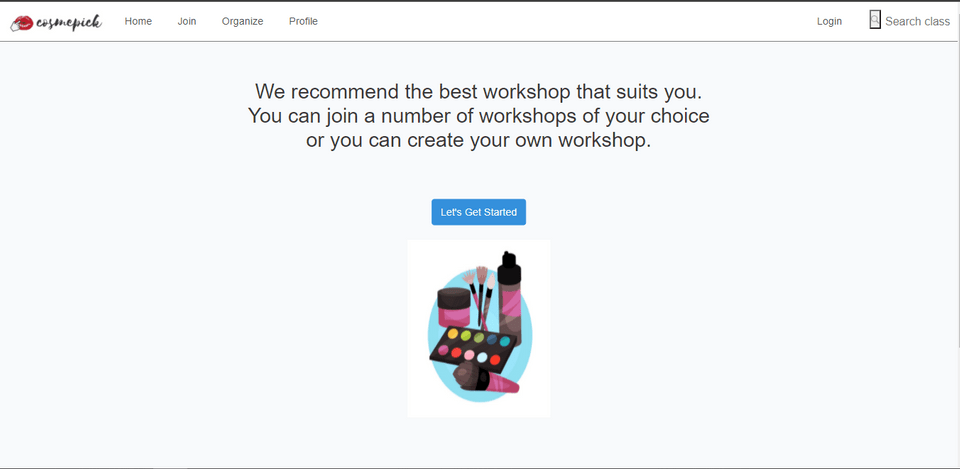 cosmepick Home Join Organize Profile Login Search class
We recommend the best workshop that suits you.
You can join a number of workshops of your choice
or you can create your own workshop.
Let's Get Started